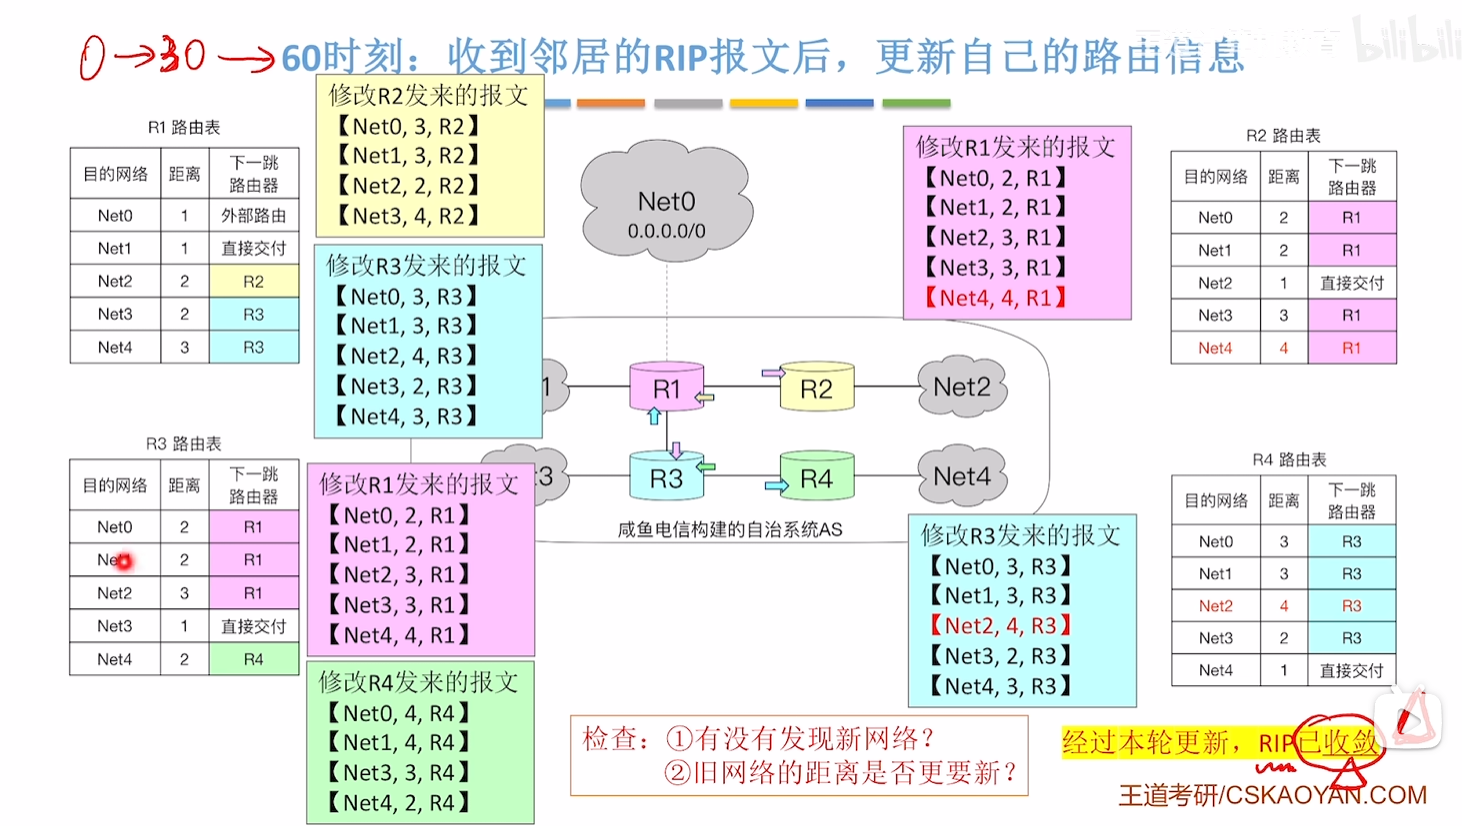 0→30→60时刻：收到邻居的RIP报文后，更新自己的路由信息
bilibili
R1 路由表
目的网络 距离 下一跳路由器
Net0 1 外部路由
Net1 1 直接交付
Net2 2 R2
Net3 2 R3
Net4 3 R3
修改R2发来的报文
【Net0, 3, R2】
【Net1, 3, R2】
【Net2, 2, R2】
【Net3, 4, R2】
修改R3发来的报文
【Net0, 3, R3】
【Net1, 3, R3】
【Net2, 4, R3】
【Net3, 2, R3】
【Net4, 3, R3】
Net0
0.0.0.0/0
修改R1发来的报文
【Net0, 2, R1】
【Net1, 2, R1】
【Net2, 3, R1】
【Net3, 3, R1】
【Net4, 4, R1】
R2 路由表
目的网络 距离 下一跳路由器
Net0 2 R1
Net1 2 R1
Net2 1 直接交付
Net3 3 R1
Net4 4 R1
1 R1 R2 Net2
3 R3 R4 Net4
咸鱼电信构建的自治系统AS
R3 路由表
目的网络 距离 下一跳路由器
Net0 2 R1
Net1 2 R1
Net2 3 R1
Net3 1 直接交付
Net4 2 R4
修改R1发来的报文
【Net0, 2, R1】
【Net1, 2, R1】
【Net2, 3, R1】
【Net3, 3, R1】
【Net4, 4, R1】
修改R4发来的报文
【Net0, 4, R4】
【Net1, 4, R4】
【Net3, 3, R4】
【Net4, 2, R4】
修改R3发来的报文
【Net0, 3, R3】
【Net1, 3, R3】
【Net2, 4, R3】
【Net3, 2, R3】
【Net4, 3, R3】
R4 路由表
目的网络 距离 下一跳路由器
Net0 3 R3
Net1 3 R3
Net2 4 R3
Net3 2 R3
Net4 1 直接交付
检查：①有没有发现新网络？
②旧网络的距离是否更要新？
经过本轮更新，RIP已收敛
王道考研/CSKAOYAN.COM